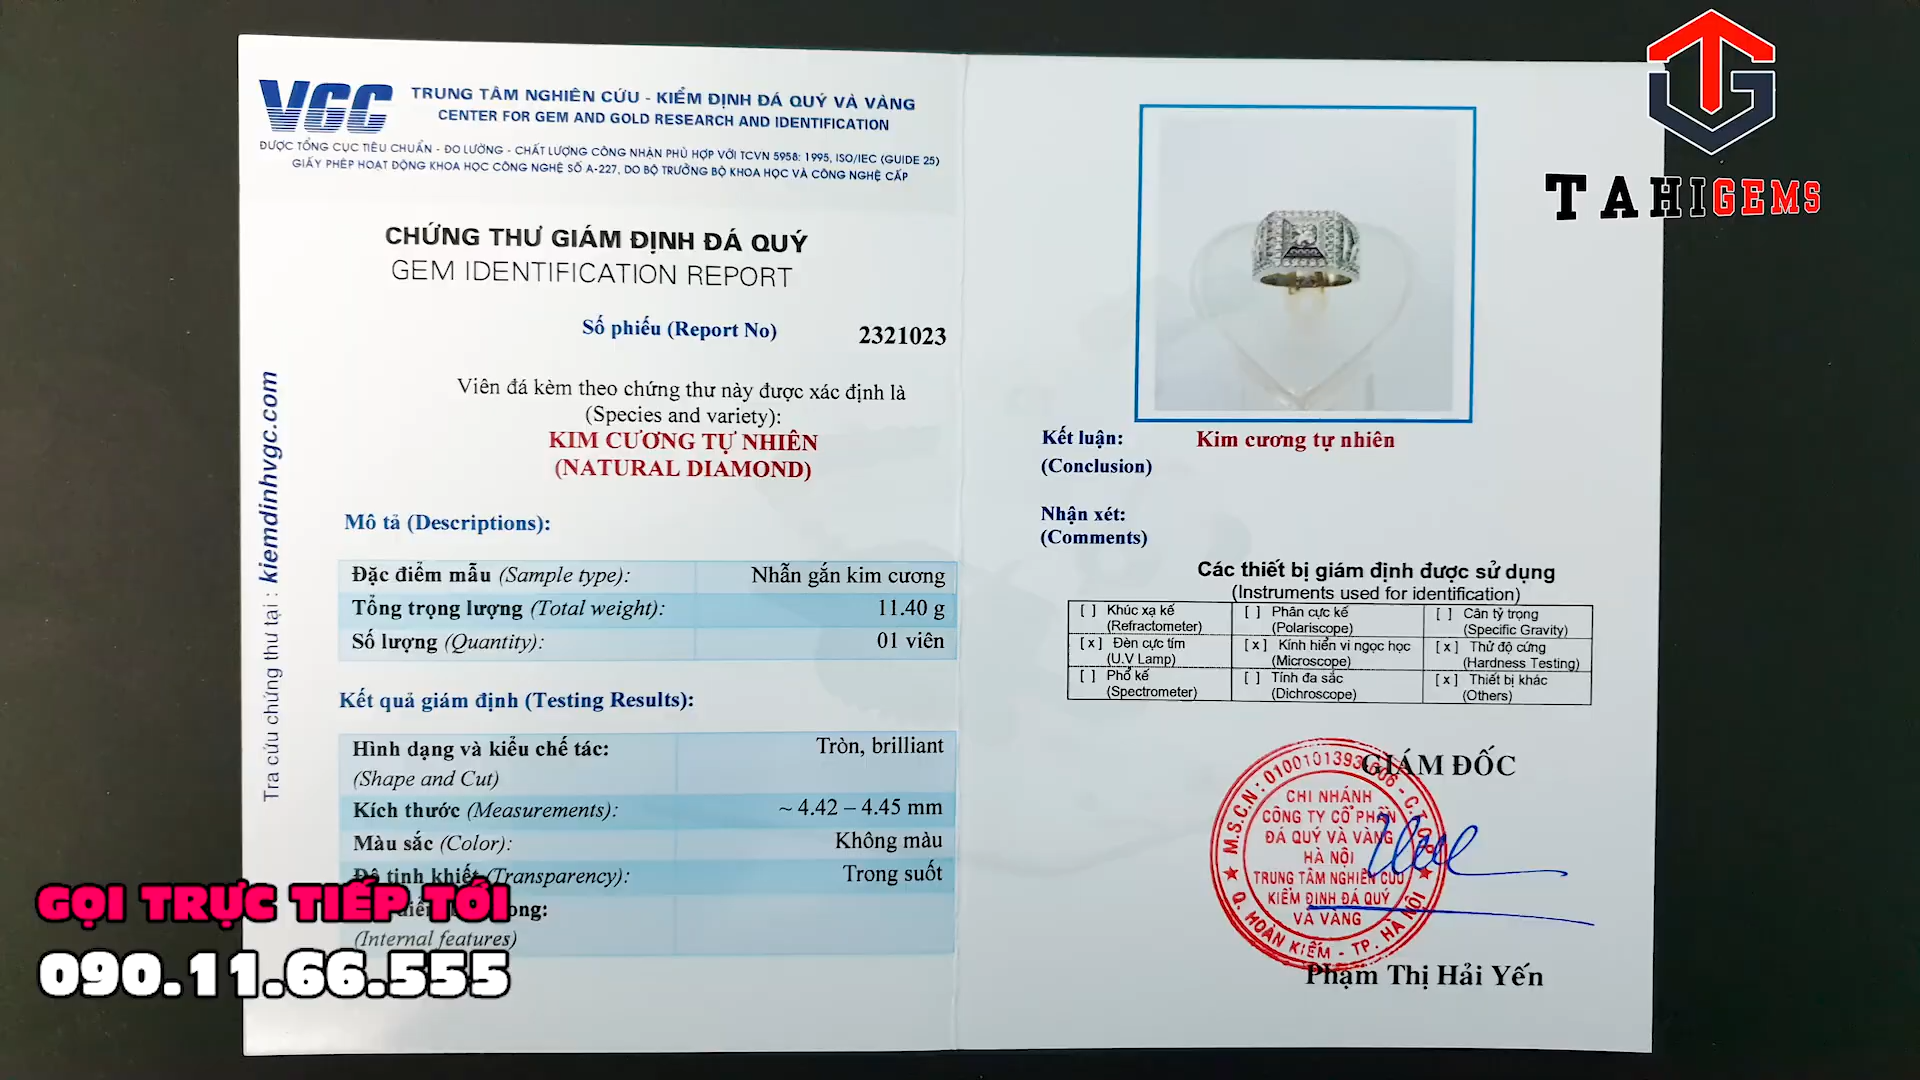 VGC
TRUNG TÂM NGHIÊN CỨU - KIỂM ĐỊNH ĐÁ QUÝ VÀ VÀNG
CENTER FOR GEM AND GOLD RESEARCH AND IDENTIFICATION
ĐƯỢC TỔNG CỤC TIÊU CHUẨN - ĐO LƯỜNG - CHẤT LƯỢNG CÔNG NHẬN PHÙ HỢP VỚI TCVN 5958: 1995, ISO/IEC (GUIDE 25)
GIẤY PHÉP HOẠT ĐỘNG KHOA HỌC CÔNG NGHỆ SỐ A-227, DO BỘ TRƯỞNG BỘ KHOA HỌC VÀ CÔNG NGHỆ CẤP
CHỨNG THƯ GIÁM ĐỊNH ĐÁ QUÝ
GEM IDENTIFICATION REPORT
Số phiếu (Report No) 2321023
Viên đá kèm theo chứng thư này được xác định là
(Species and variety):
KIM CƯƠNG TỰ NHIÊN
(NATURAL DIAMOND)
Mô tả (Descriptions):
Đặc điểm mẫu (Sample type): Nhẫn gắn kim cương
Tổng trọng lượng (Total weight): 11.40 g
Số lượng (Quantity): 01 viên
Kết quả giám định (Testing Results):
Hình dạng và kiểu chế tác: Tròn, brilliant
(Shape and Cut)
Kích thước (Measurements): ~ 4.42 – 4.45 mm
Màu sắc (Color): Không màu
Độ tinh khiết (Transparency): Trong suốt
(Internal features)
Tra cứu chứng thư tại : kiemdinhvgc.com
GỌI TRỰC TIẾP TỚI
090.11.66.555
TAHIGEMS
Kết luận: Kim cương tự nhiên
(Conclusion)
Nhận xét:
(Comments)
Các thiết bị giám định được sử dụng
(Instruments used for identification)
[ ] Khúc xạ kế [ ] Phân cực kế [ ] Cân tỷ trọng
(Refractometer) (Polariscope) (Specific Gravity)
[x] Đèn cực tím [x] Kính hiển vi ngọc học [x] Thử độ cứng
(U.V Lamp) (Microscope) (Hardness Testing)
[ ] Phổ kế [ ] Tính đa sắc [x] Thiết bị khác
(Spectrometer) (Dichroscope) (Others)
GIÁM ĐỐC
CHI NHÁNH
CÔNG TY CỔ PHẦN
ĐÁ QUÝ VÀ VÀNG
HÀ NỘI
TRUNG TÂM NGHIÊN CỨU
KIỂM ĐỊNH ĐÁ QUÝ
VÀ VÀNG
Q. HOÀN KIẾM - TP. HÀ NỘI
Phạm Thị Hải Yến